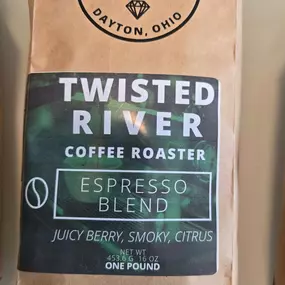 DAYTON, OHIO
TWISTED
RIVER
COFFEE ROASTER
ESPRESSO
BLEND
JUICY BERRY, SMOKY, CITRUS
NET WT
453.6 G 16 OZ
ONE POUND